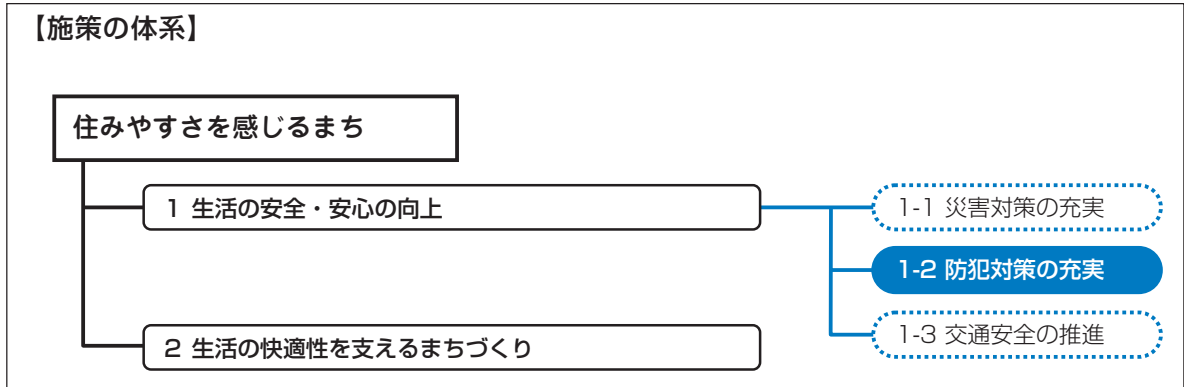 【施策の体系】
住みやすさを感じるまち
1 生活の安全・安心の向上
1-1 災害対策の充実
1-2 防犯対策の充実
1-3 交通安全の推進
2 生活の快適性を支えるまちづくり